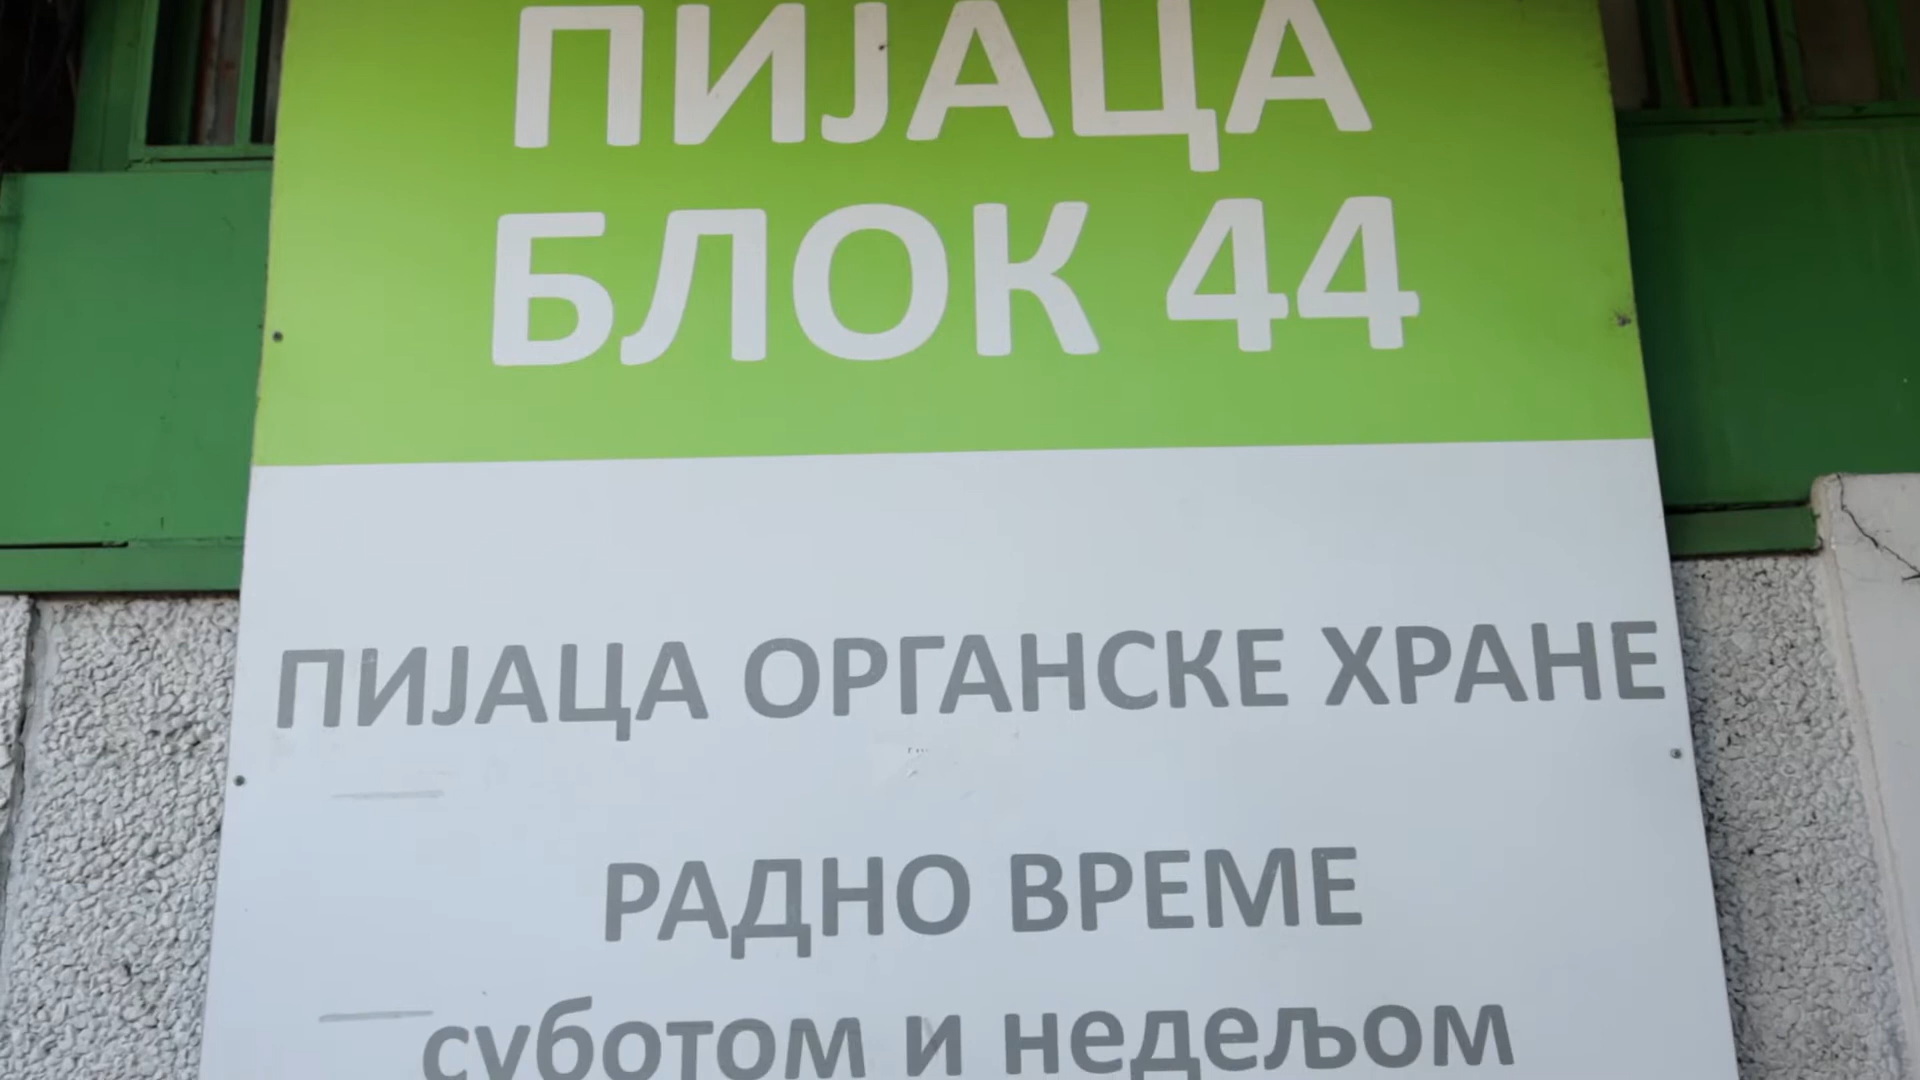 ПИЈАЦА
БЛОК 44
ПИЈАЦА ОРГАНСКЕ ХРАНЕ
РАДНО ВРЕМЕ
суботом и недељом